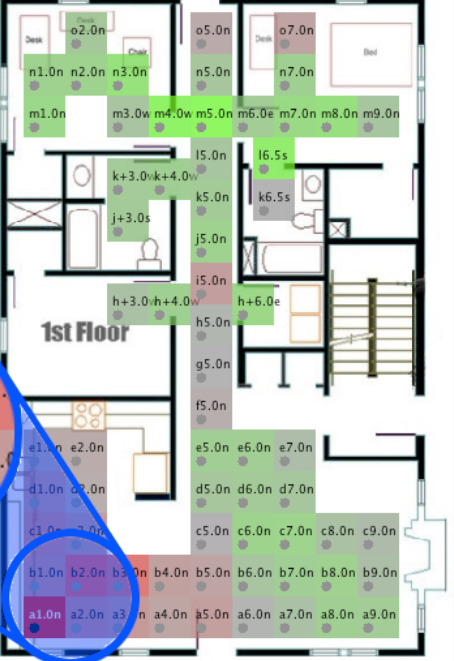 Desk
o2.0n
o5.0n
Desk
o7.0n
Desk
Chair
Bed
n1.0n n2.0n n3.0n n5.0n n7.0n
m1.0n m3.0w m4.0w m5.0n m6.0e m7.0n m8.0n m9.0n
l5.0n l6.5s
k+3.0w k+4.0w k5.0n k6.5s
j+3.0s
j5.0n
i5.0n
h+3.0w h+4.0w h+6.0e
1st Floor
h5.0n
g5.0n
f5.0n
e1.0n e2.0n e5.0n e6.0n e7.0n
d1.0n d2.0n d5.0n d6.0n d7.0n
c1.0n c5.0n c6.0n c7.0n c8.0n c9.0n
b1.0n b2.0n b3.0n b4.0n b5.0n b6.0n b7.0n b8.0n b9.0n
a1.0n a2.0n a4.0n a5.0n a6.0n a7.0n a8.0n a9.0n